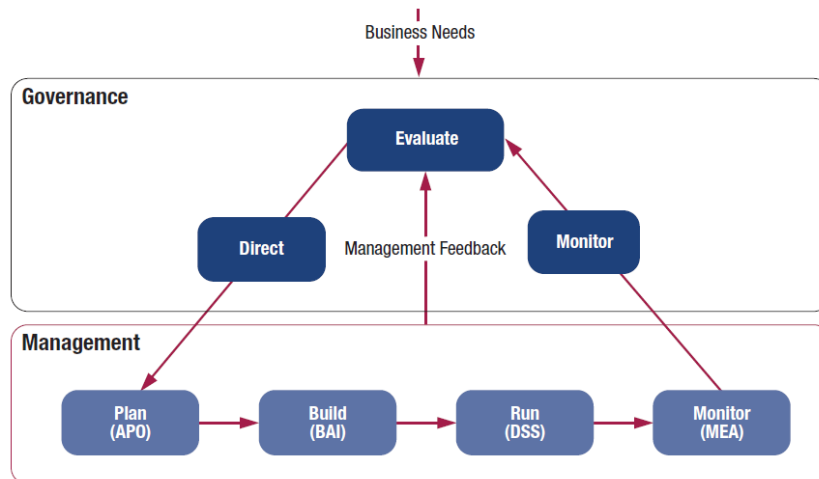 Business Needs
Governance
Evaluate
Direct
Management Feedback
Monitor
Management
Plan
(APO)
Build
(BAI)
Run
(DSS)
Monitor
(MEA)